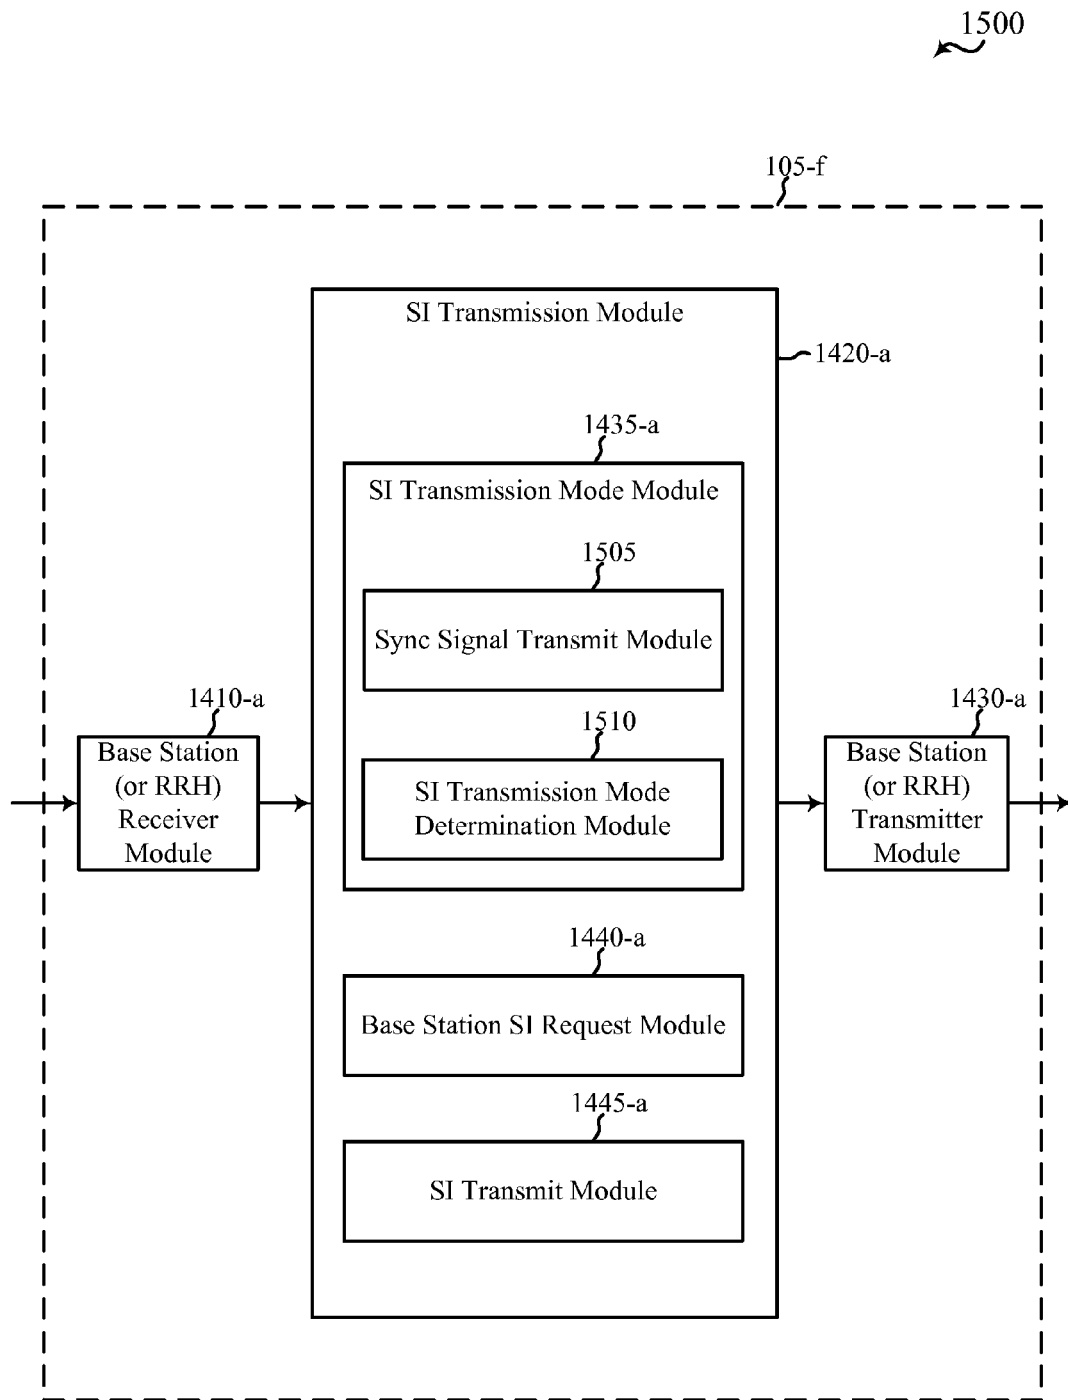 1500
105-f
SI Transmission Module
1420-a
1435-a
SI Transmission Mode Module
1505
Sync Signal Transmit Module
1410-a
Base Station
(or RRH)
Receiver
Module
1510
SI Transmission Mode
Determination Module
1430-a
Base Station
(or RRH)
Transmitter
Module
1440-a
Base Station SI Request Module
1445-a
SI Transmit Module